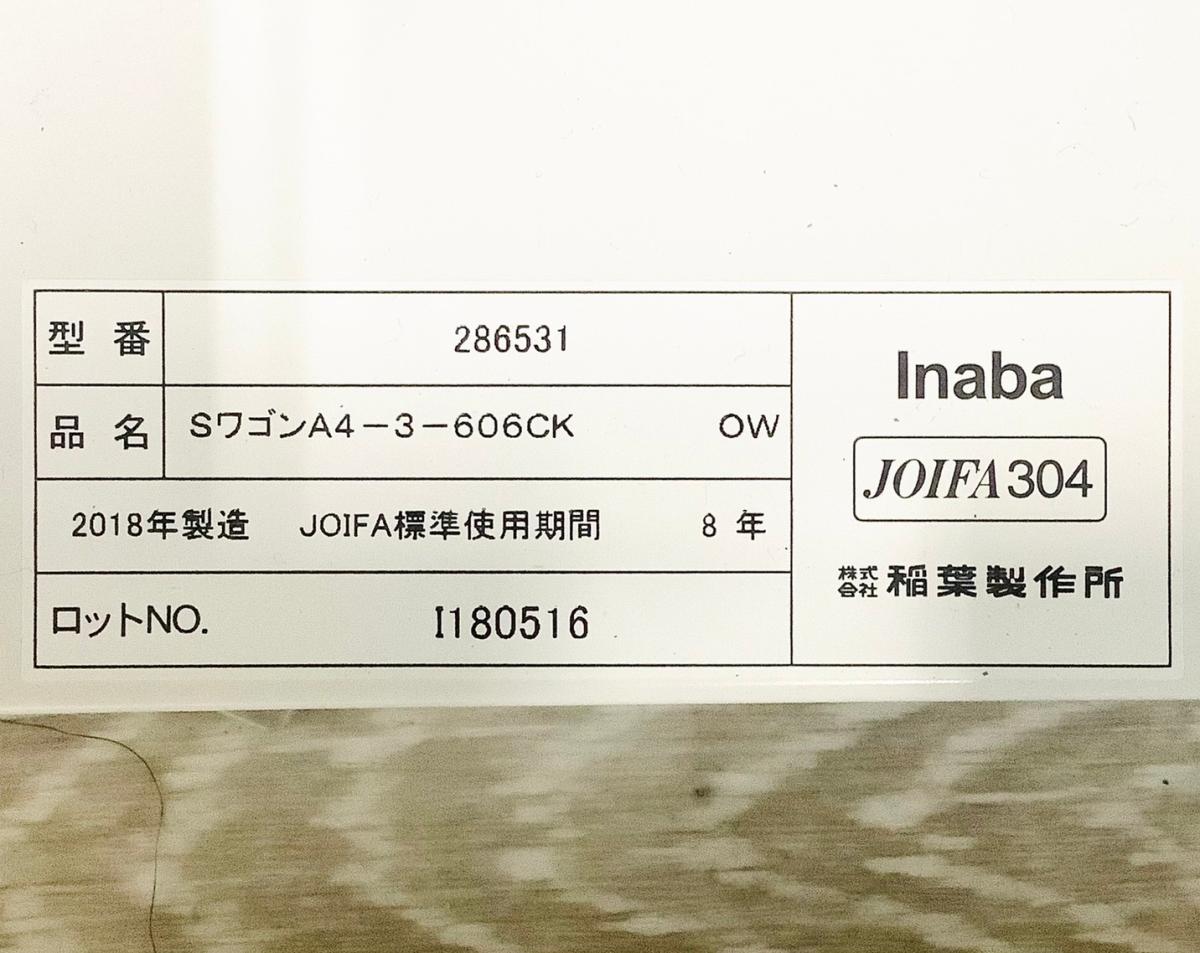 型番 286531
品名 SワゴンA4-3-606CK OW
2018年製造 JOIFA標準使用期間 8年
ロットNO. I180516
Inaba
JOIFA304
株式会社 稲葉製作所